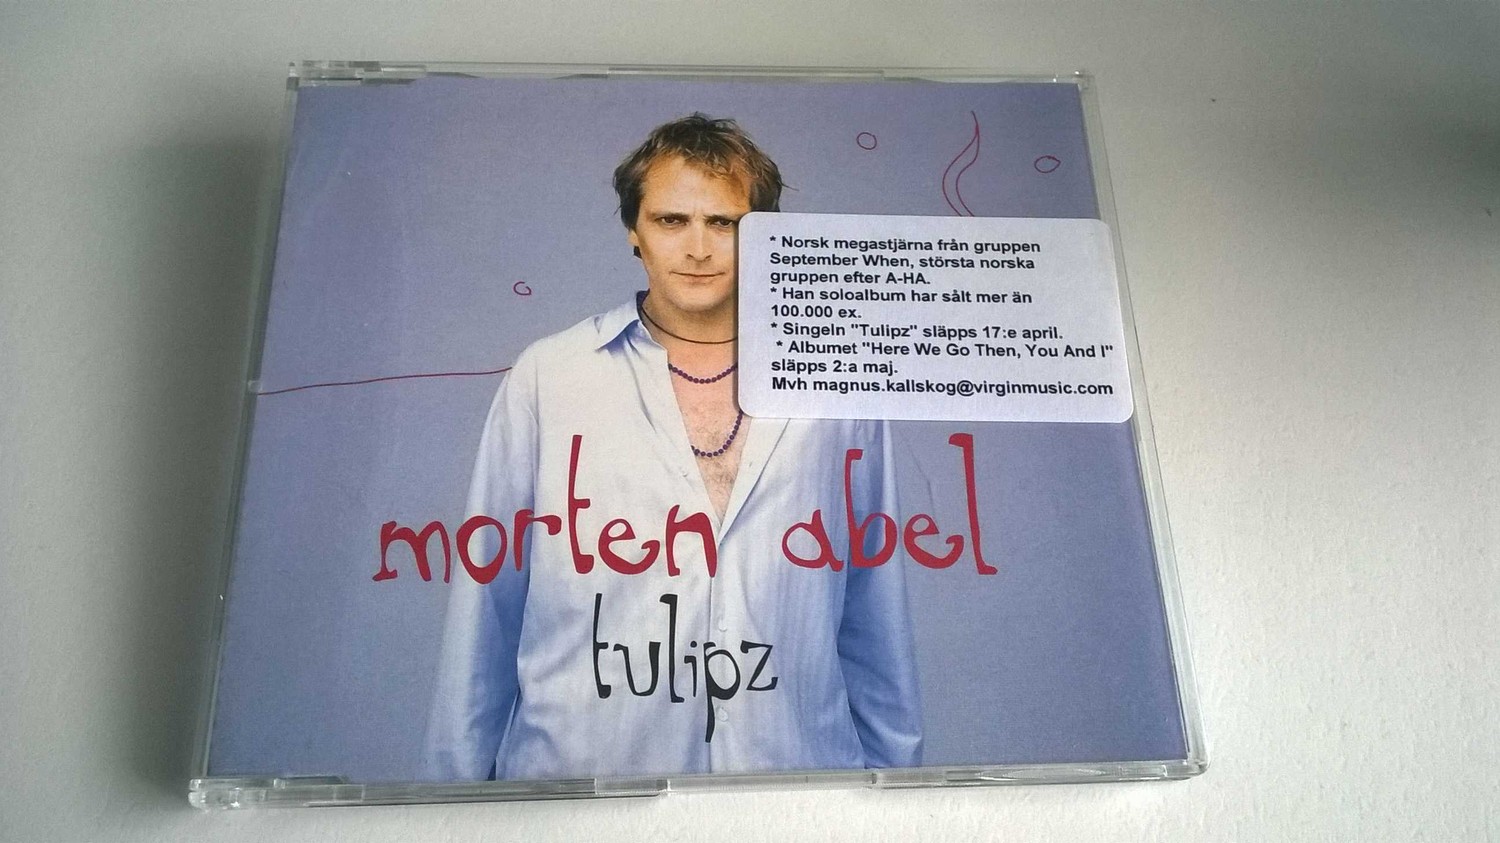 * Norsk megastjärna från gruppen
September When, största norska
gruppen efter A-HA.
* Han soloalbum har sålt mer än
100.000 ex.
* Singeln "Tulipz" släpps 17:e april.
* Albumet "Here We Go Then, You And I"
släpps 2:a maj.
Mvh magnus.kallskog@virginmusic.com
morten abel
tulipz